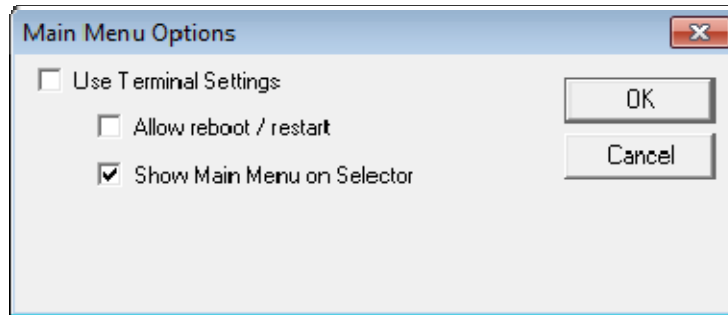 Main Menu Options
Use Terminal Settings
OK
Allow reboot / restart
Cancel
Show Main Menu on Selector